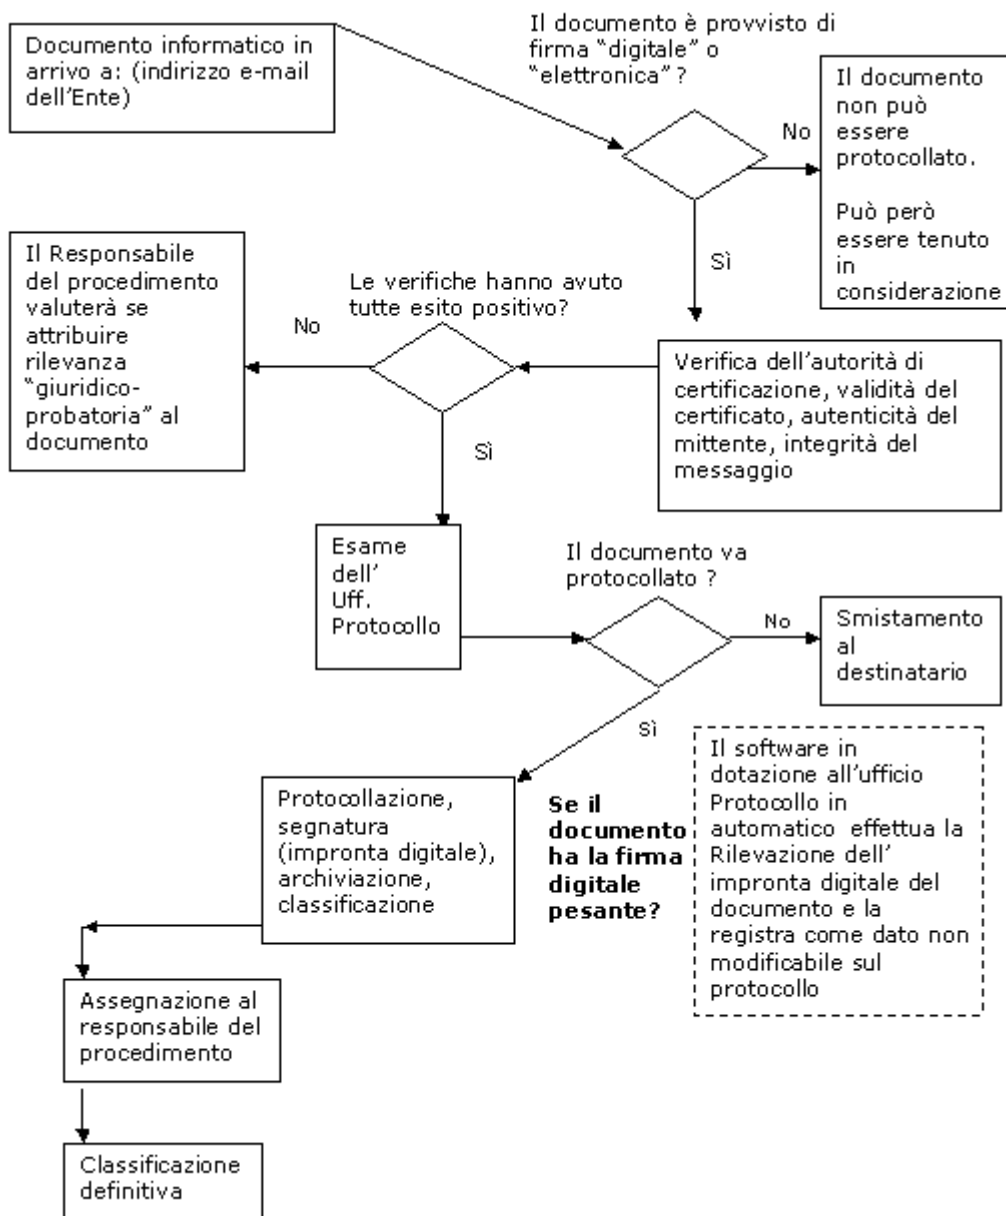 Documento informatico in
arrivo a: (indirizzo e-mail
dell'Ente)
Il documento è provvisto di
firma "digitale" o
"elettronica" ?
No
Il documento
non può
essere
protocollato.
Può però
essere tenuto
in
considerazione
Sì
Verifica dell'autorità di
certificazione, validità del
certificato, autenticità del
mittente, integrità del
messaggio
Le verifiche hanno avuto
tutte esito positivo?
No
Il Responsabile
del procedimento
valuterà se
attribuire
rilevanza
"giuridico-
probatoria" al
documento
Sì
Esame
dell'
Uff.
Protocollo
Il documento va
protocollato ?
No
Smistamento
al
destinatario
Sì
Protocollazione,
segnatura
(impronta digitale),
archiviazione,
classificazione
Se il
documento
ha la firma
digitale
pesante?
Il software in
dotazione all'ufficio
Protocollo in
automatico effettua la
Rilevazione dell'
impronta digitale del
documento e la
registra come dato non
modificabile sul
protocollo
Assegnazione al
responsabile del
procedimento
Classificazione
definitiva